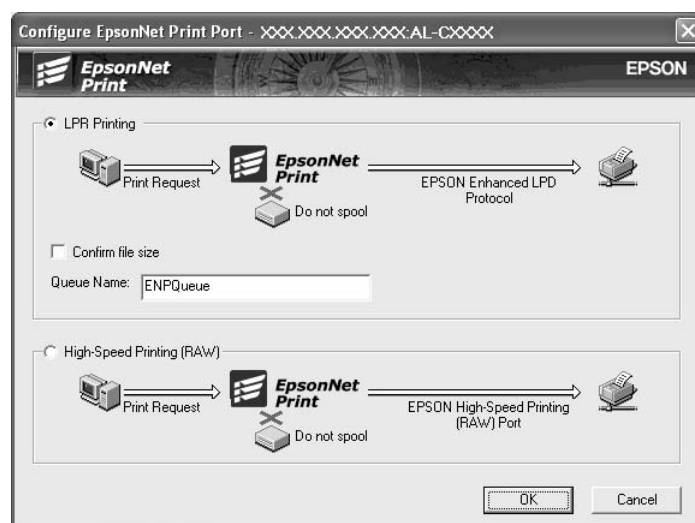 Configure EpsonNet Print Port - XXX.XXX.XXX.XXX:AL-CXXXX
EpsonNet
Print
EPSON
LPR Printing
Print Request
EpsonNet
Print
EPSON Enhanced LPD
Protocol
Do not spool
Confirm file size
Queue Name: ENPQueue
High-Speed Printing (RAW)
Print Request
EpsonNet
Print
EPSON High-Speed Printing
(RAW) Port
Do not spool
OK Cancel